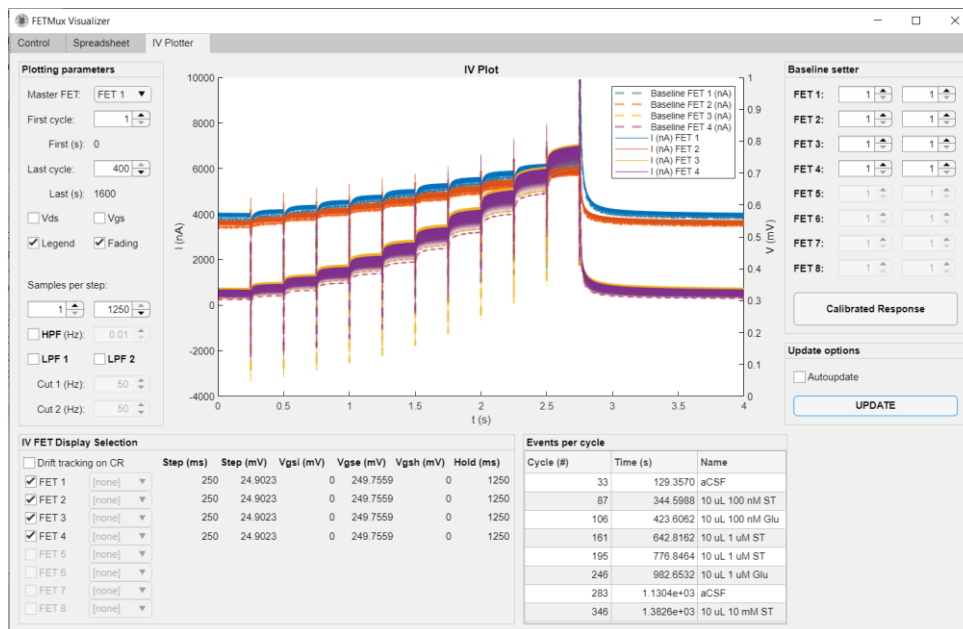 FETMux Visualizer
Control Spreadsheet IV Plotter
Plotting parameters
Master FET: FET 1
First cycle: 1
First (s): 0
Last cycle: 400
Last (s): 1600
Vds Vgs
Legend Fading
Samples per step:
1 1250
HPF (Hz): 0.01
LPF 1 LPF 2
Cut 1 (Hz): 50
Cut 2 (Hz): 50
IV Plot
10000
8000
6000
4000
2000
0
-2000
-4000
I (nA)
Baseline FET 1 (nA)
Baseline FET 2 (nA)
Baseline FET 3 (nA)
Baseline FET 4 (nA)
I (nA) FET 1
I (nA) FET 2
I (nA) FET 3
I (nA) FET 4
1
0.9
0.8
0.7
0.6
0.5
0.4
0.3
0.2
0.1
0
V (mV)
0 0.5 1 1.5 2 2.5 3 3.5 4
t (s)
Baseline setter
FET 1: 1 1
FET 2: 1 1
FET 3: 1 1
FET 4: 1 1
FET 5: 1 1
FET 6: 1 1
FET 7: 1 1
FET 8: 1 1
Calibrated Response
Update options
Autoupdate
UPDATE
IV FET Display Selection
Drift tracking on CR Step (ms) Step (mV) Vgsi (mV) Vgse (mV) Vgsh (mV) Hold (ms)
FET 1 [none] 250 24.9023 0 249.7559 0 1250
FET 2 [none] 250 24.9023 0 249.7559 0 1250
FET 3 [none] 250 24.9023 0 249.7559 0 1250
FET 4 [none] 250 24.9023 0 249.7559 0 1250
FET 5 [none]
FET 6 [none]
FET 7 [none]
FET 8 [none]
Events per cycle
Cycle (#) Time (s) Name
33 129.3570 aCSF
87 344.5988 10 uL 100 nM ST
106 423.6062 10 uL 100 nM Glu
161 642.8162 10 uL 1 uM ST
195 776.8464 10 uL 1 uM ST
246 982.6532 10 uL 1 uM Glu
283 1.1304e+03 aCSF
346 1.3826e+03 10 uL 10 mM ST